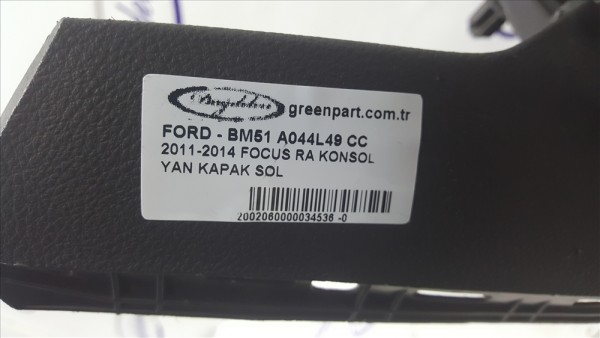 greenpart.com.tr
FORD - BM51 A044L49 CC
2011-2014 FOCUS RA KONSOL
YAN KAPAK SOL
2002060000034536 -0